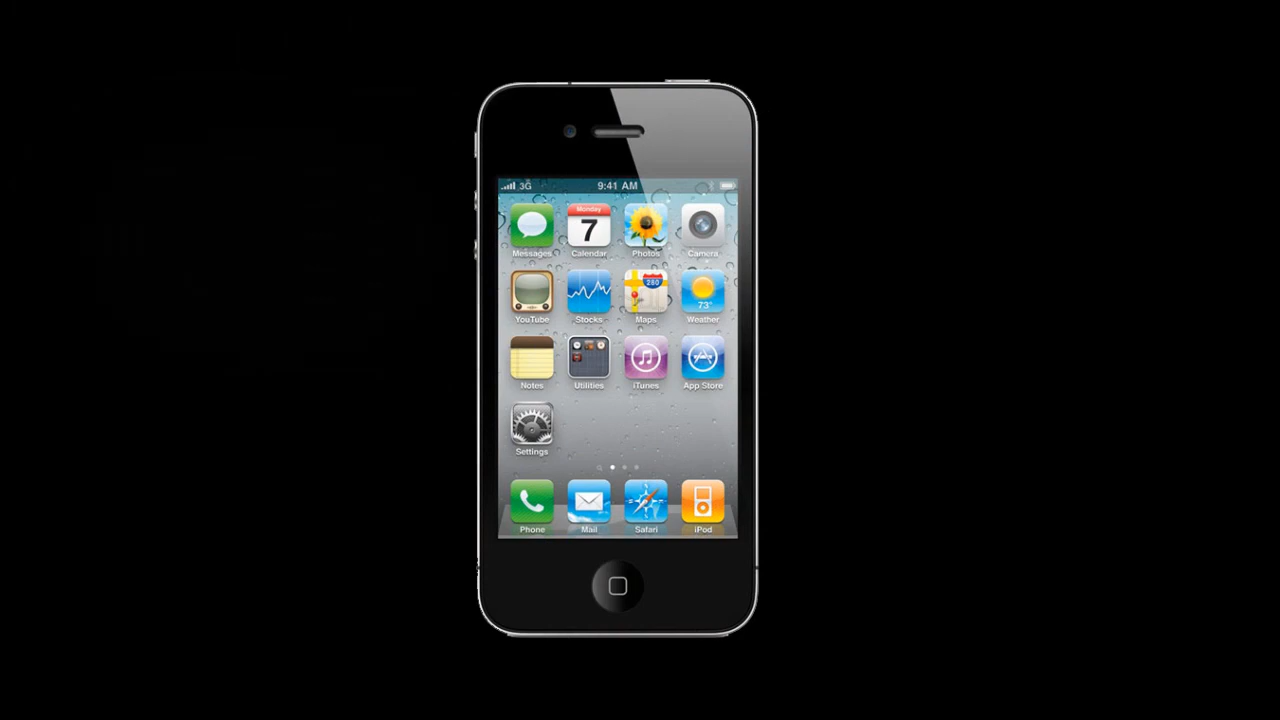 3G 9:41 AM
Monday
7
Messages Calendar Photos Camera
280
73°
YouTube Stocks Maps Weather
Notes Utilities iTunes App Store
Settings
Phone Mail Safari iPod